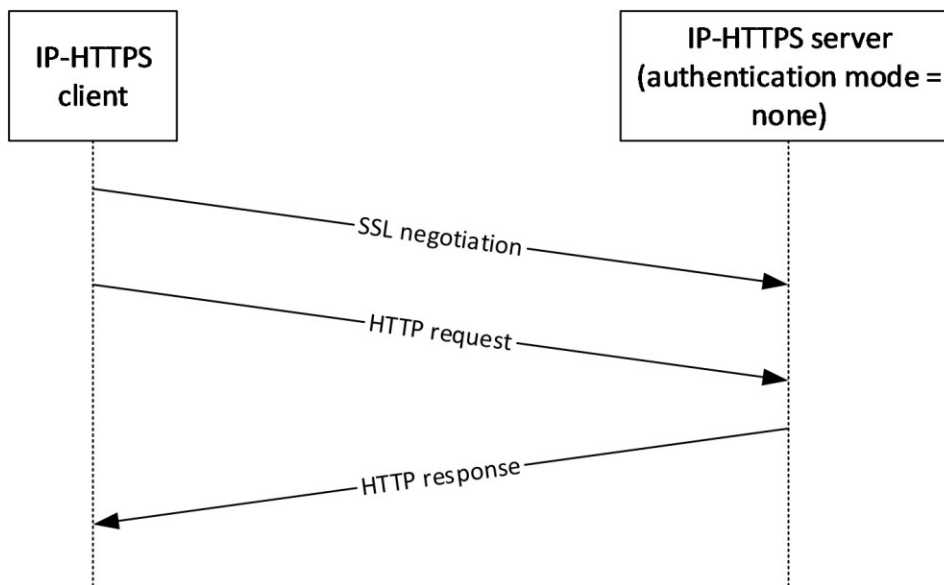 IP-HTTPS
client
IP-HTTPS server
(authentication mode =
none)
SSL negotiation
HTTP request
HTTP response